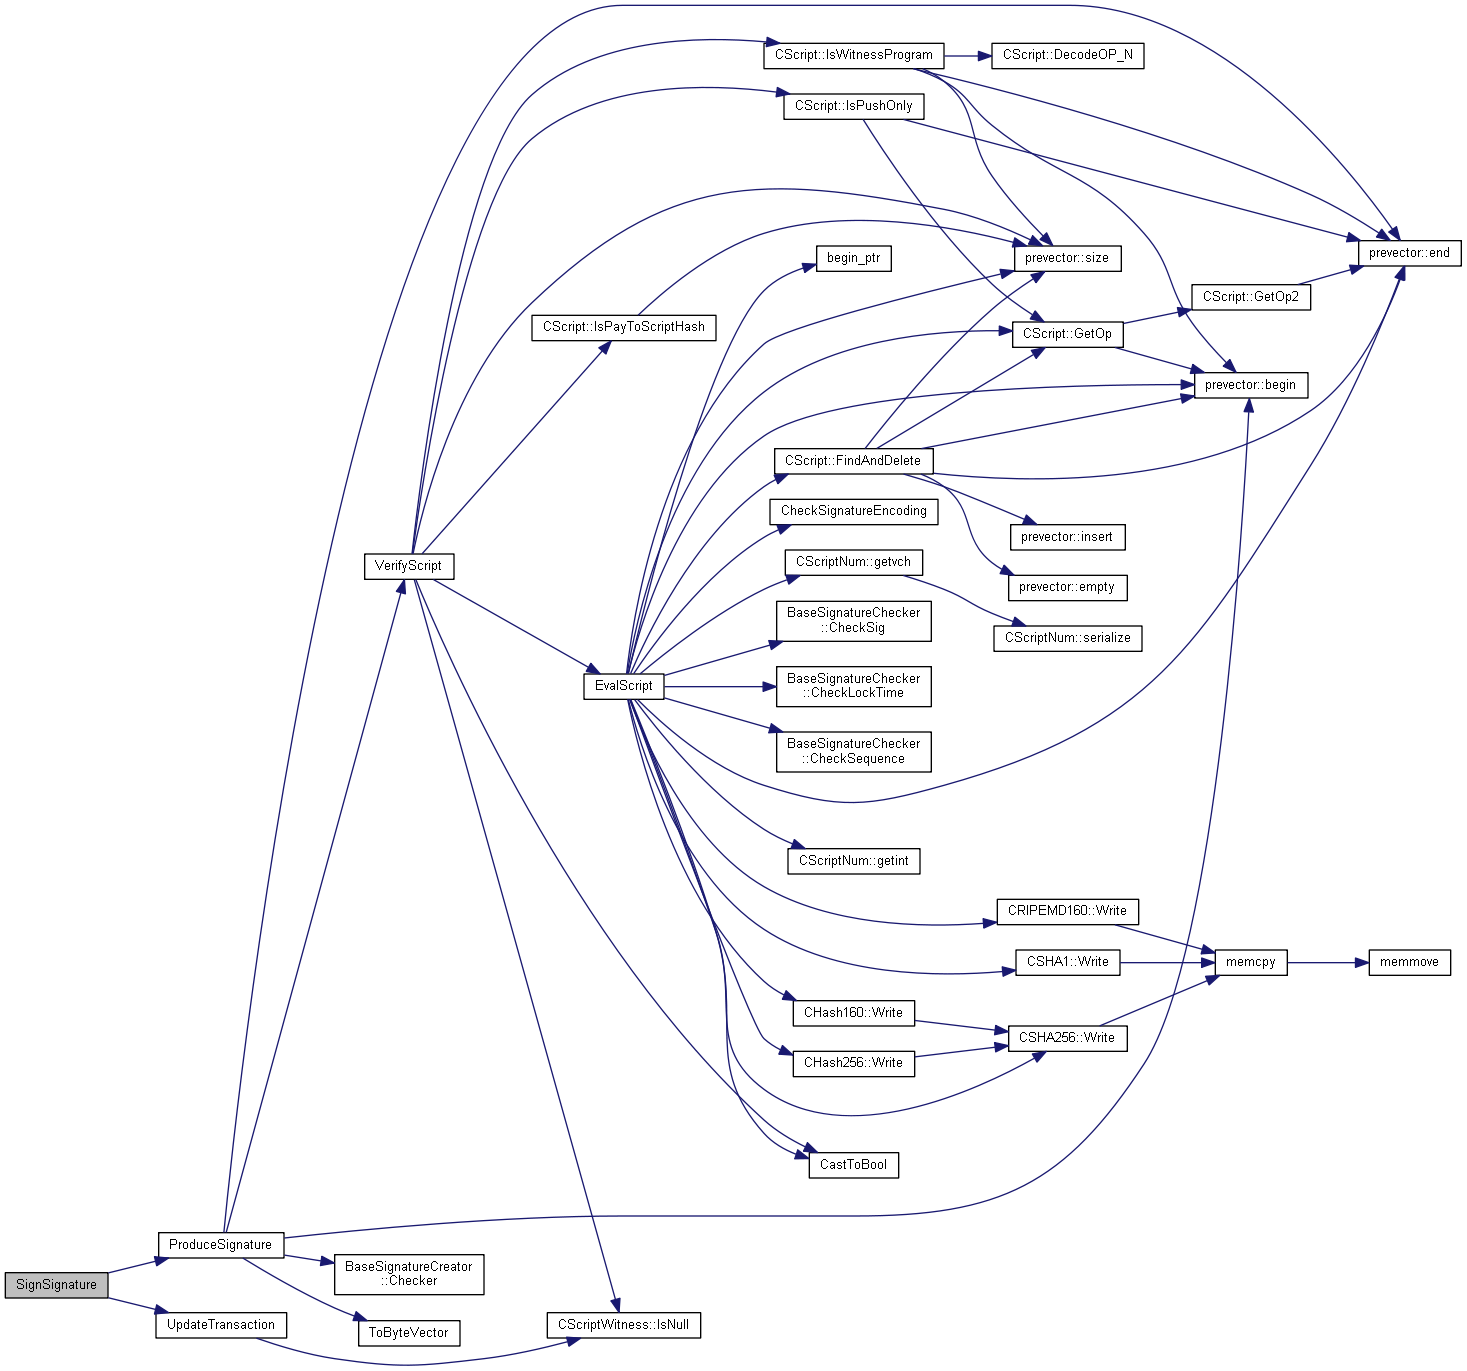 CScript::IsWitnessProgram
CScript::DecodeOP_N
CScript::IsPushOnly
prevector::end
begin_ptr
prevector::size
CScript::GetOp2
CScript::IsPayToScriptHash
CScript::GetOp
prevector::begin
CScript::FindAndDelete
CheckSignatureEncoding
prevector::insert
VerifyScript
CScriptNum::getvch
prevector::empty
BaseSignatureChecker
::CheckSig
CScriptNum::serialize
EvalScript
BaseSignatureChecker
::CheckLockTime
BaseSignatureChecker
::CheckSequence
CScriptNum::getint
CRIPEMD160::Write
CSHA1::Write
memcpy
memmove
CHash160::Write
CSHA256::Write
CHash256::Write
CastToBool
ProduceSignature
BaseSignatureCreator
::Checker
SignSignature
UpdateTransaction
ToByteVector
CScriptWitness::IsNull